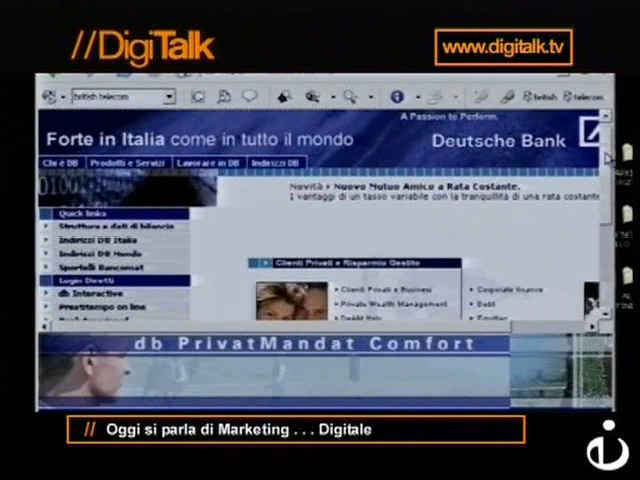 //DigiTalk
www.digitalk.tv
british telecom
british
telecom
A Passion to Perform.
Forte in Italia come in tutto il mondo
Deutsche Bank
Chi è DB
Prodotti e Servizi
Lavorare in DB
Indirizzi DB
Novità • Nuovo Mutuo Amico a Rata Costante.
I vantaggi di un tasso variabile con la tranquillità di una rata costante
Quick links
Struttura e dati di bilancio
Indirizzi DB Italia
Indirizzi DB Mondo
Sportelli Bancomat
Login Diretti
db Interactive
Prestitempo on line
Clienti Privati e Risparmio Gestito
Clienti Privati e Business
Private Wealth Management
Corporate finance
Debt
Equities
db PrivatMandat Comfort
// Oggi si parla di Marketing . . . Digitale